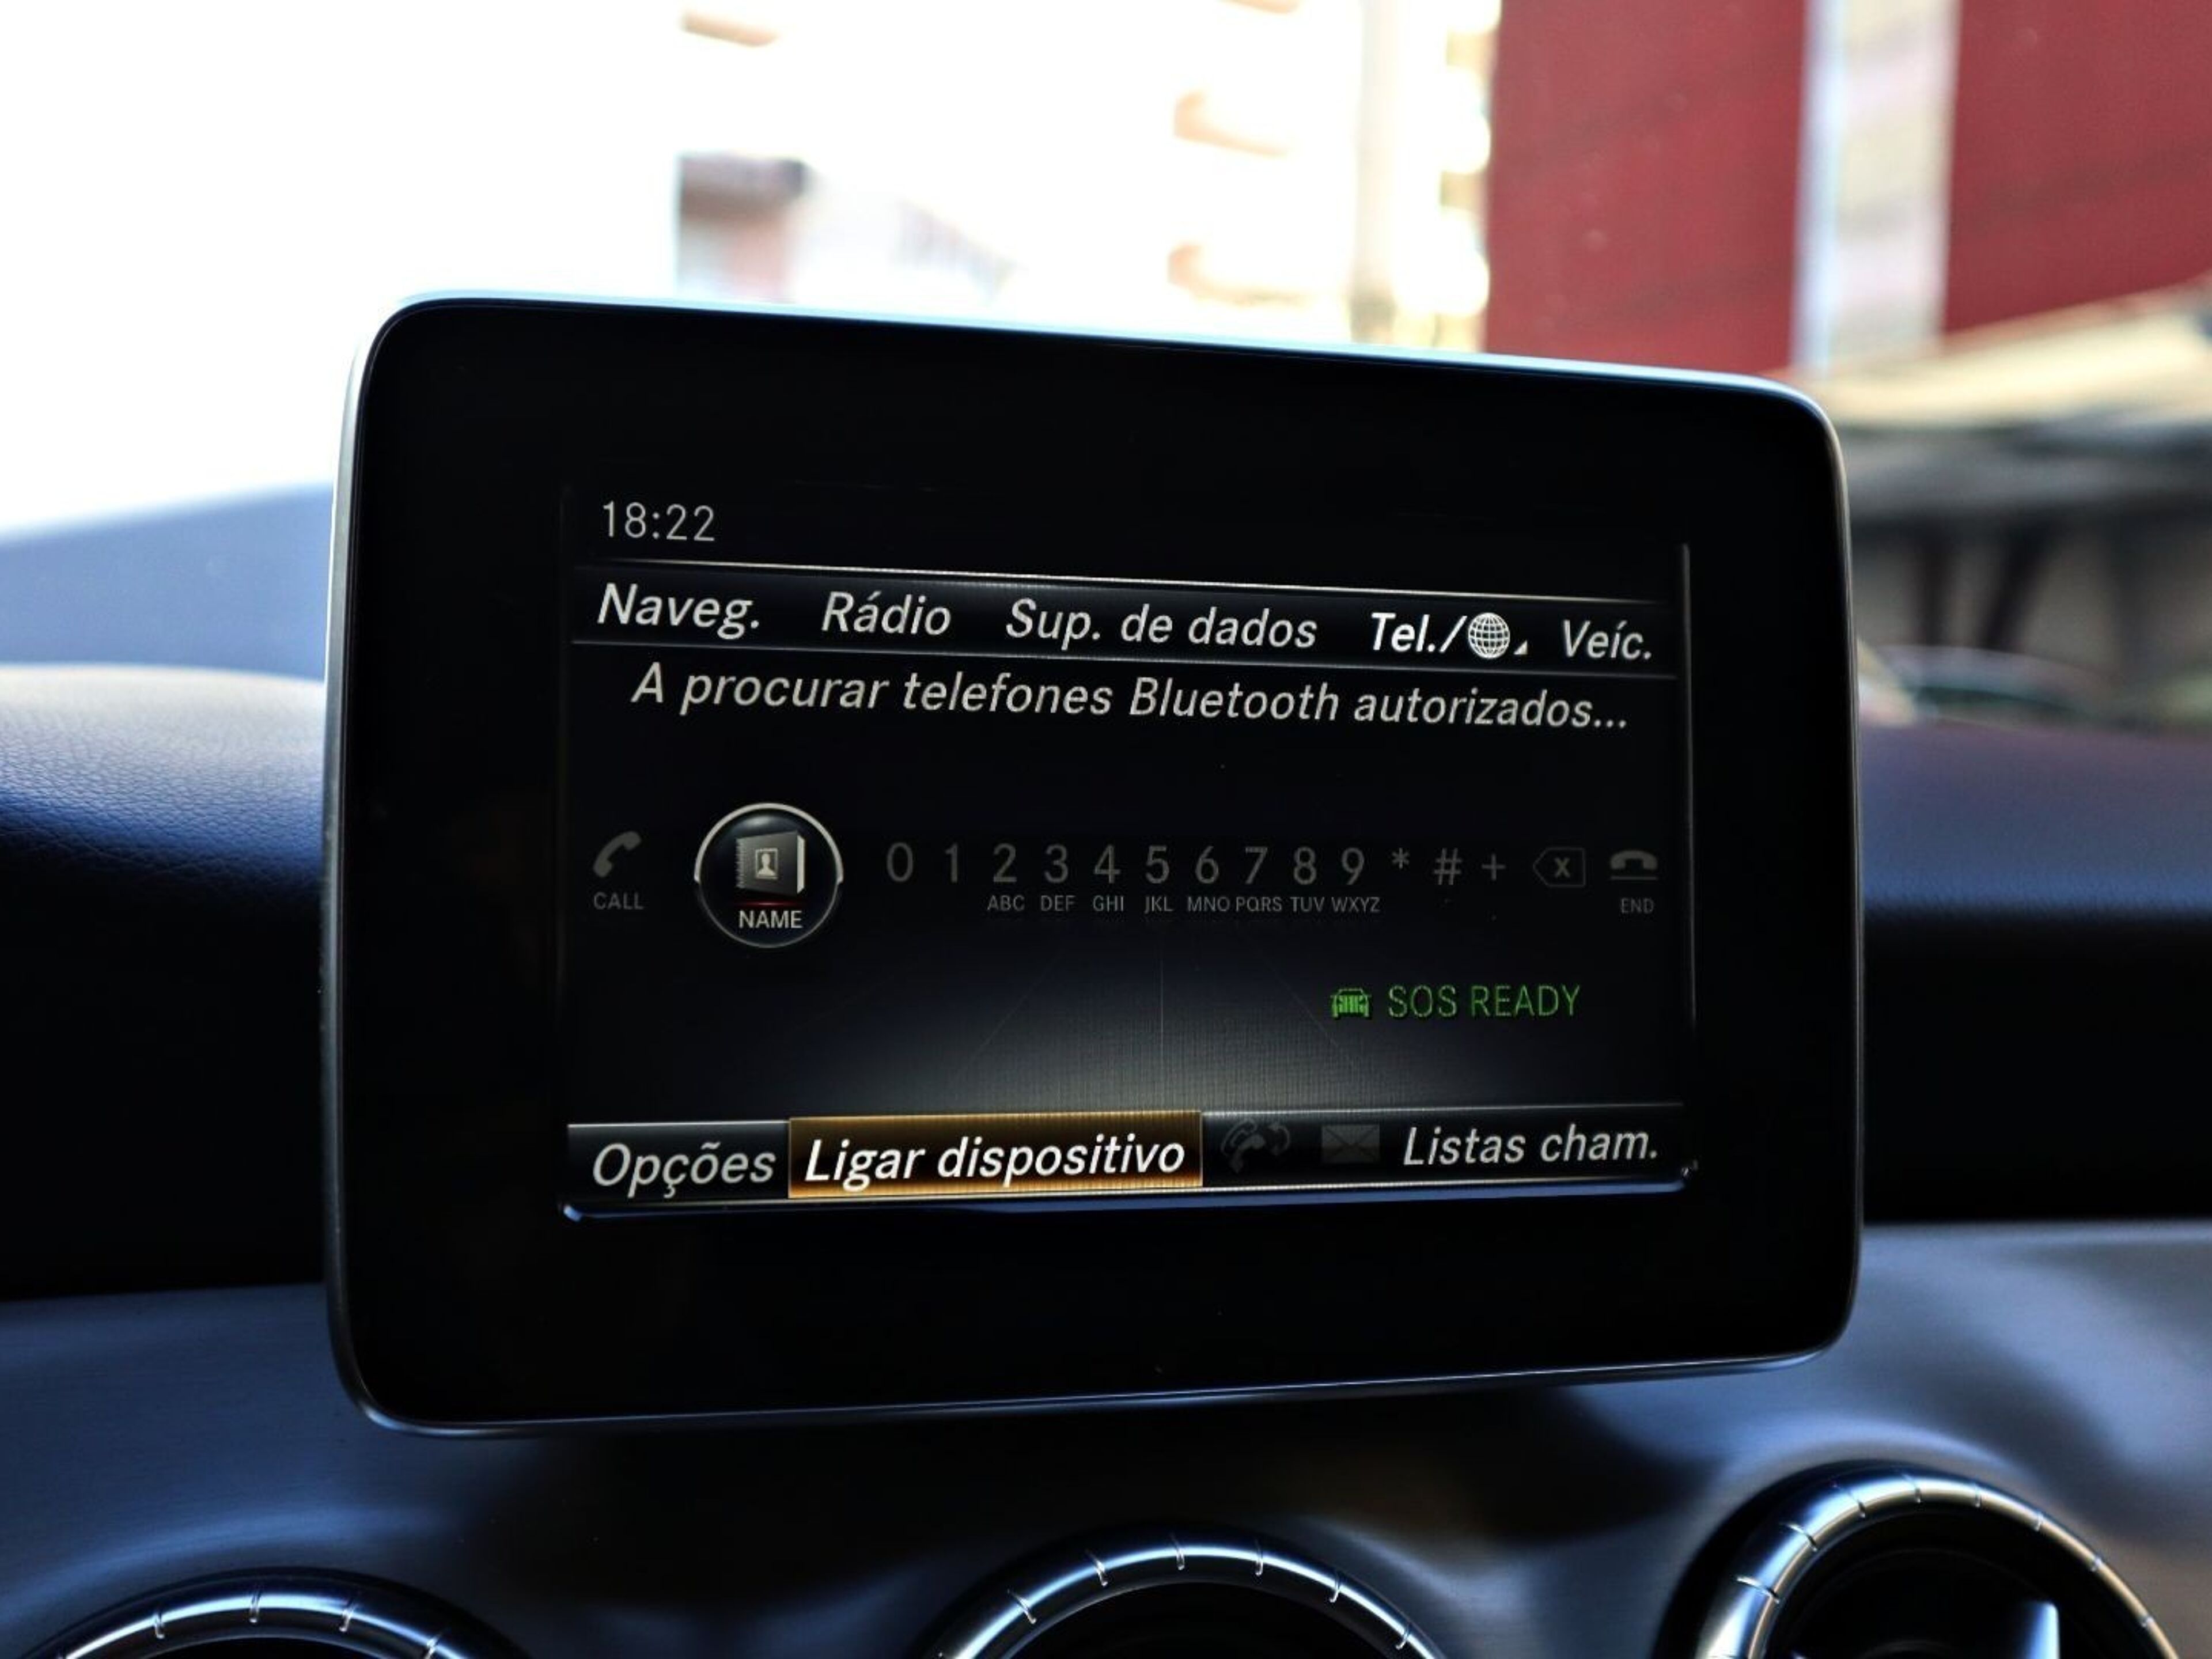 18:22
Naveg. Rádio Sup. de dados Tel./ Veíc.
A procurar telefones Bluetooth autorizados...
0 1 2 3 4 5 6 7 8 9 * # + x
CALL NAME ABC DEF GHI JKL MNO PQRS TUV WXYZ END
SOS READY
Opções Ligar dispositivo Listas cham.